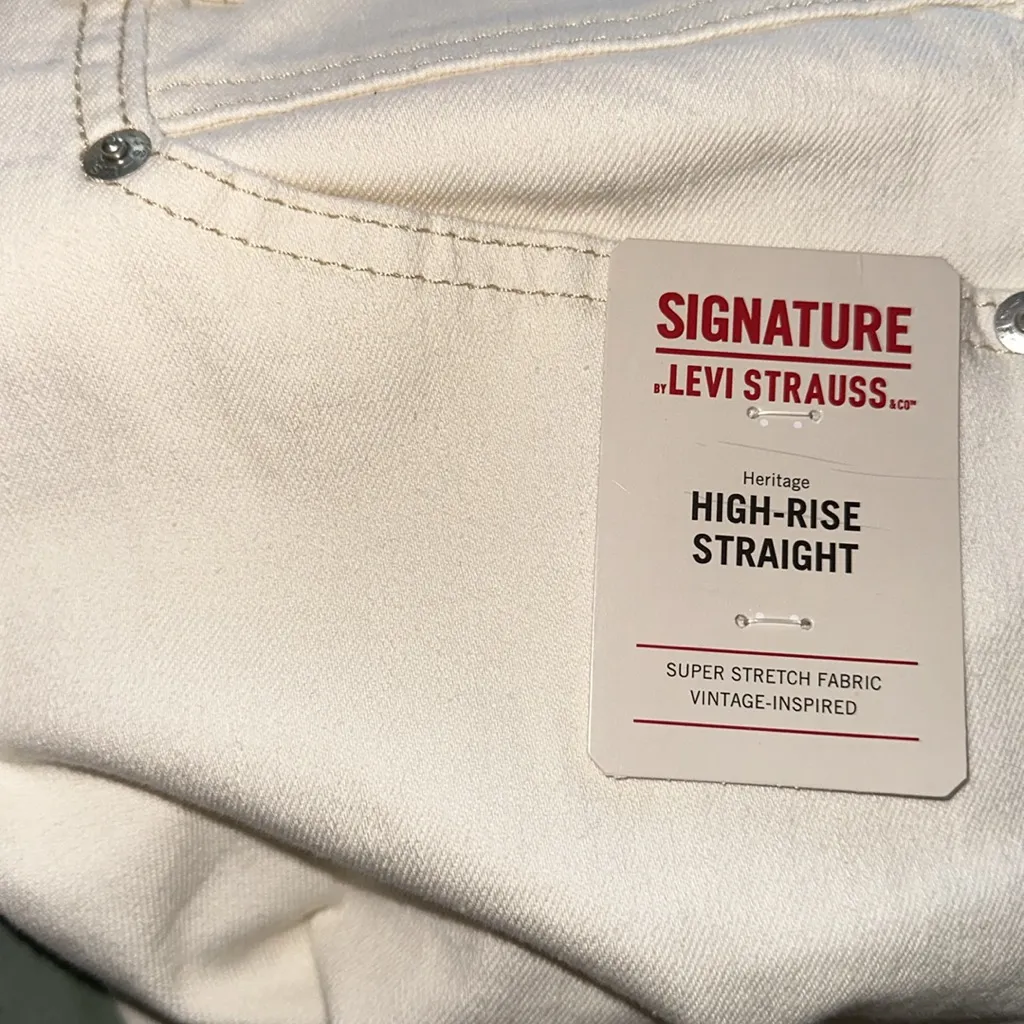 SIGNATURE
BY LEVI STRAUSS & CO™
Heritage
HIGH-RISE
STRAIGHT
SUPER STRETCH FABRIC
VINTAGE-INSPIRED